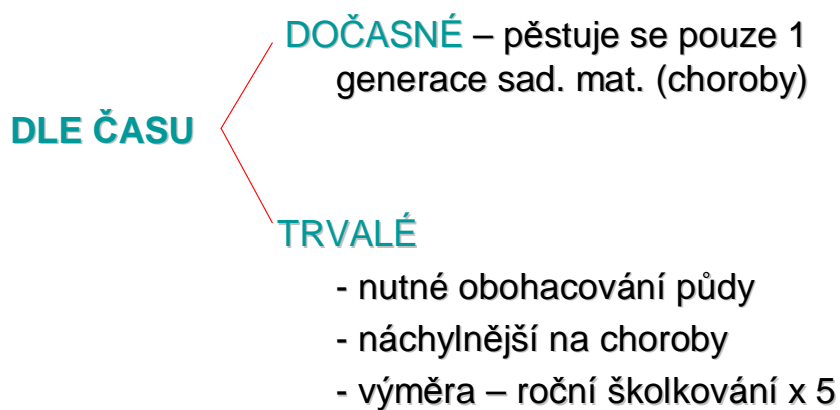 DOČASNÉ – pěstuje se pouze 1
generace sad. mat. (choroby)
DLE ČASU
TRVALÉ
- nutné obohacování půdy
- náchylnější na choroby
- výměra – roční školkování x 5